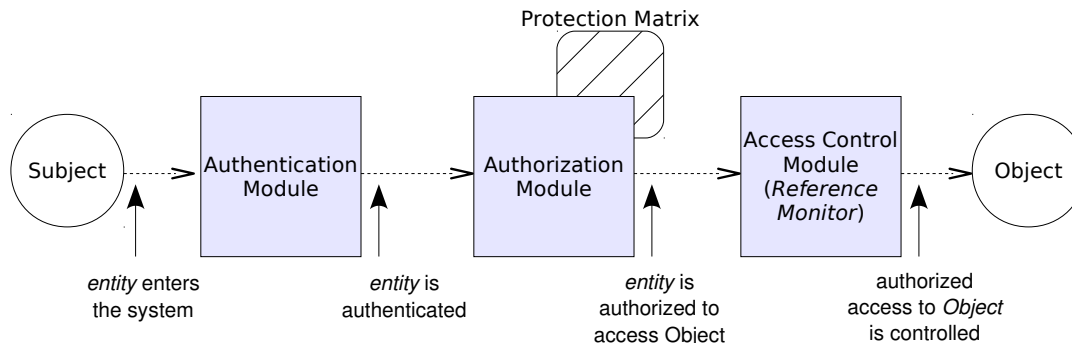 Protection Matrix
Subject
Authentication
Module
Authorization
Module
Access Control
Module
(Reference
Monitor)
Object
entity enters
the system
entity is
authenticated
entity is
authorized to
access Object
authorized
access to Object
is controlled